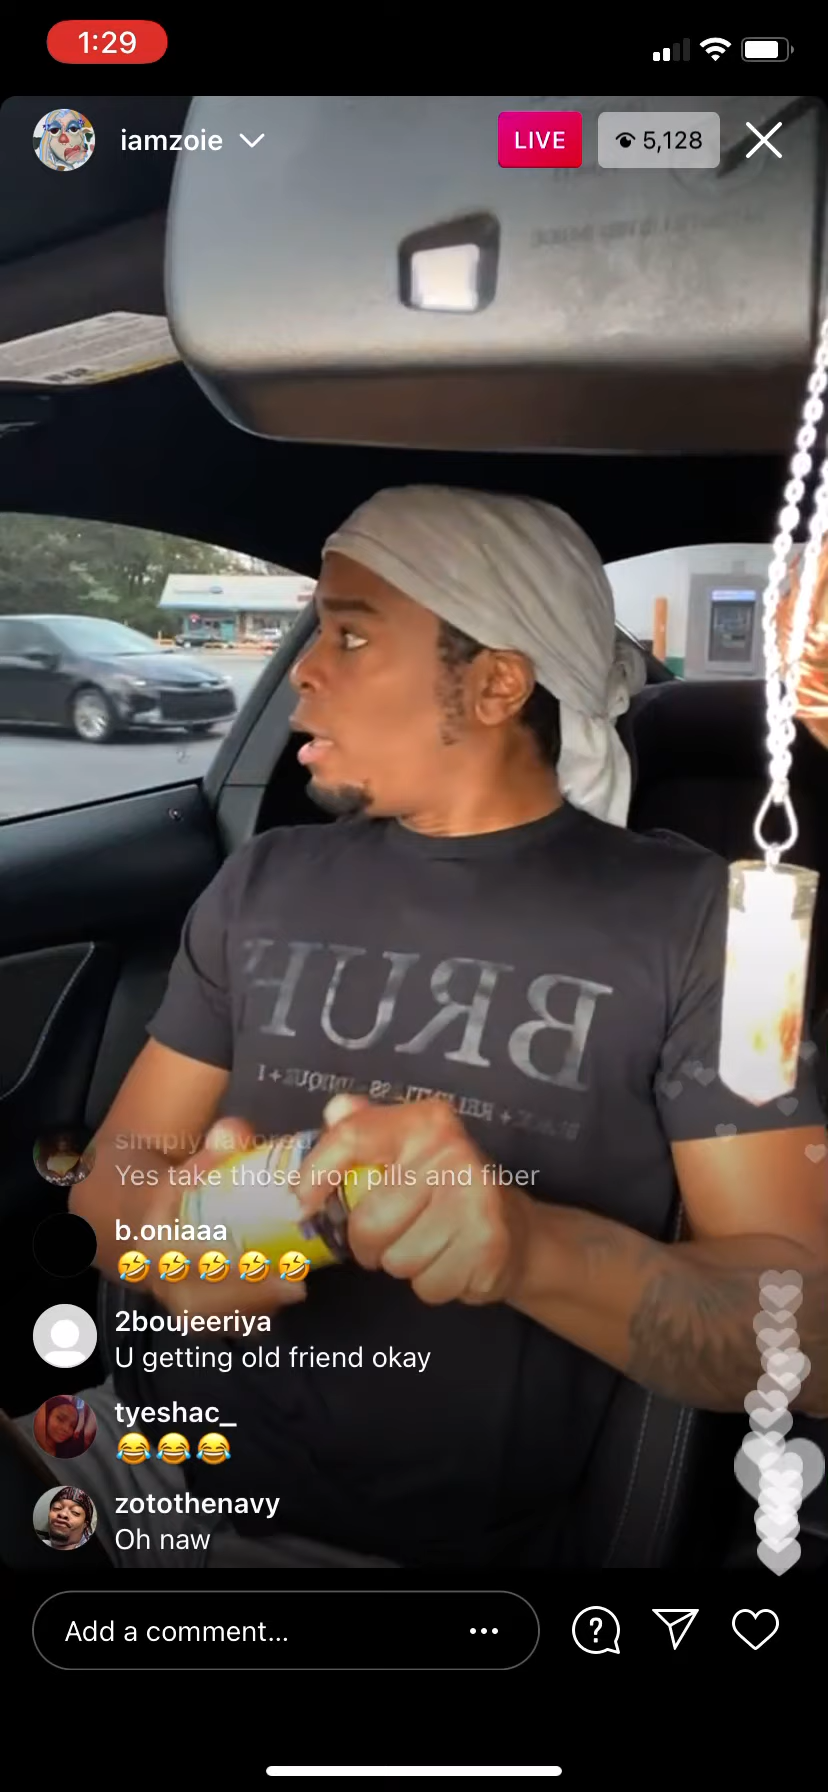 1:29
iamzoie
LIVE
5,128
BRUH
simplyflavored
Yes take those iron pills and fiber
b.oniaaa
🤣🤣🤣🤣🤣
2boujeeriya
U getting old friend okay
tyeshac_
😂😂😂
zotothenavy
Oh naw
Add a comment...